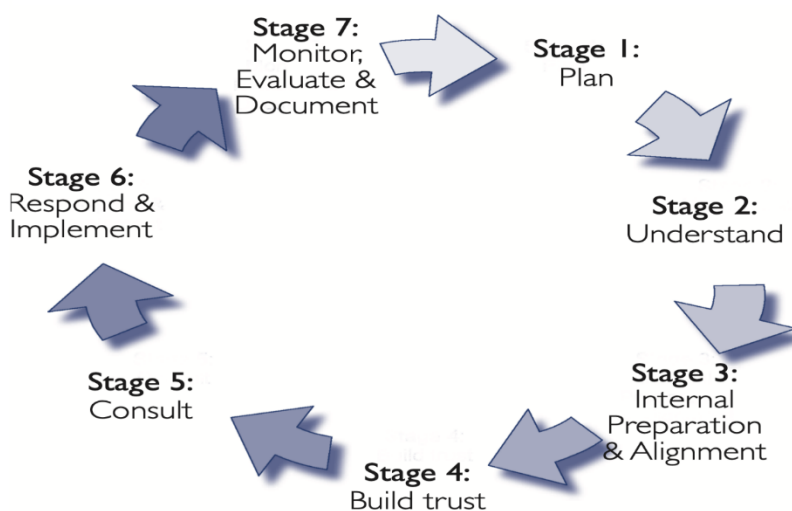 Stage 1:
Plan
Stage 2:
Understand
Stage 3:
Internal
Preparation
& Alignment
Stage 4:
Build trust
Stage 5:
Consult
Stage 6:
Respond &
Implement
Stage 7:
Monitor,
Evaluate &
Document